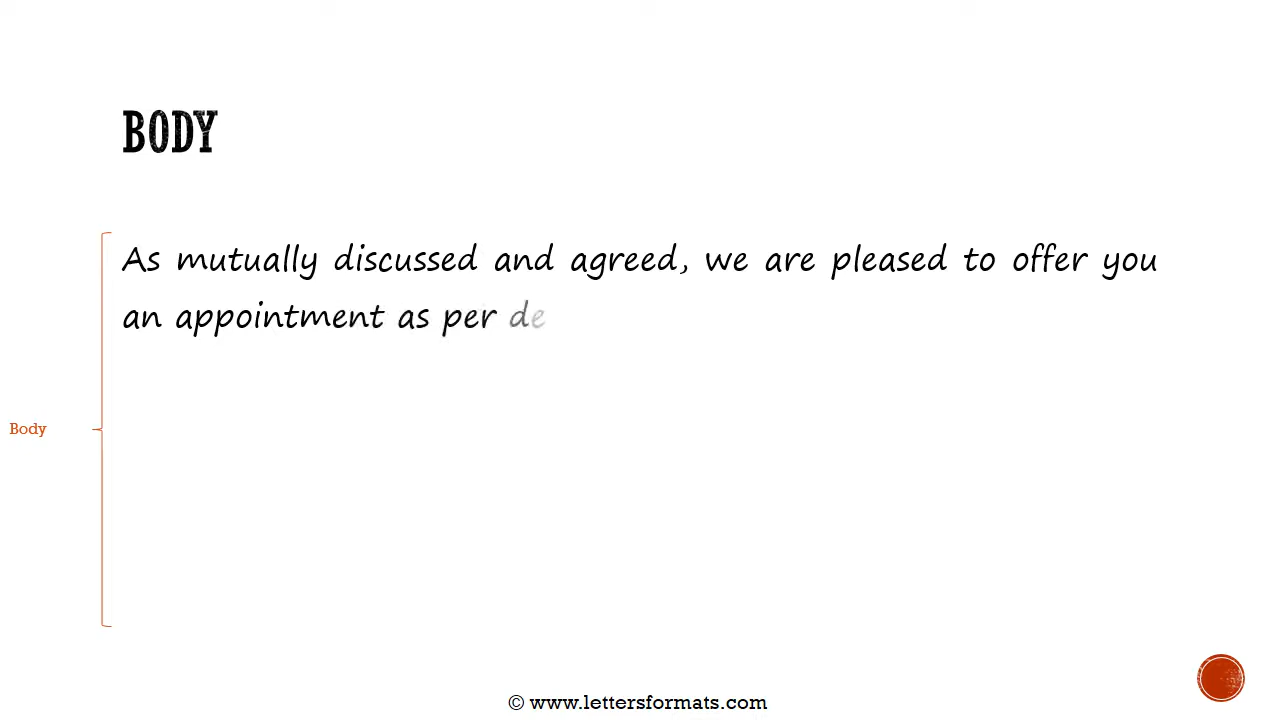 BODY
As mutually discussed and agreed, we are pleased to offer you
an appointment as per de
Body
© www.lettersformats.com